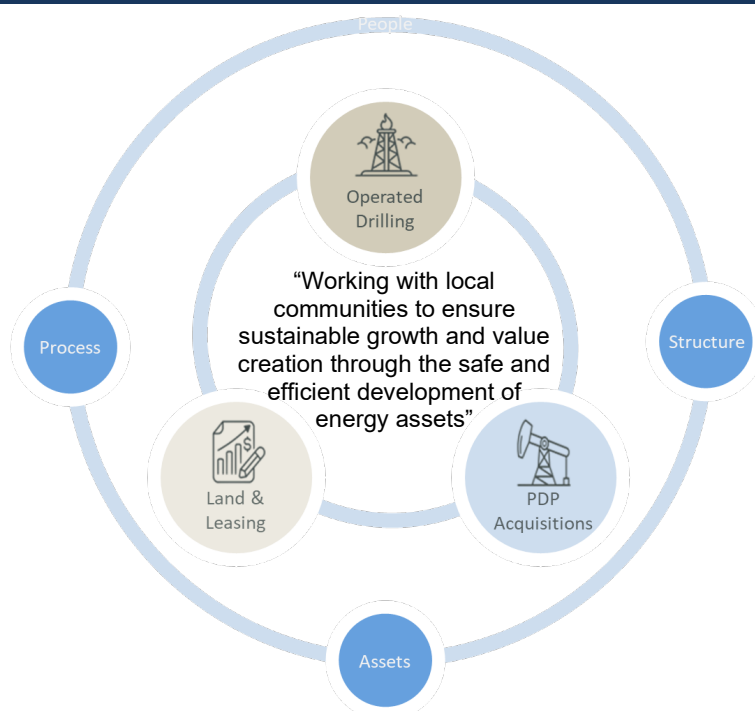 People
Operated
Drilling
“Working with local
communities to ensure
sustainable growth and value
creation through the safe and
efficient development of
energy assets”
Process
Structure
Land &
Leasing
PDP
Acquisitions
Assets